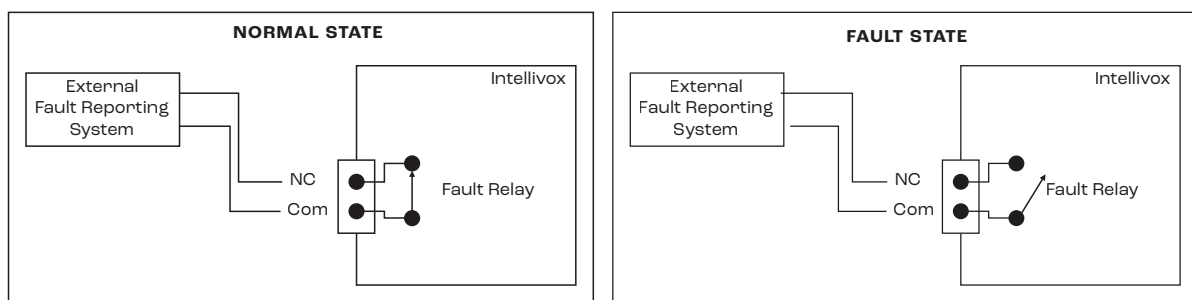 NORMAL STATE
External
Fault Reporting
System
Intellivox
NC
Com
Fault Relay
FAULT STATE
External
Fault Reporting
System
Intellivox
NC
Com
Fault Relay